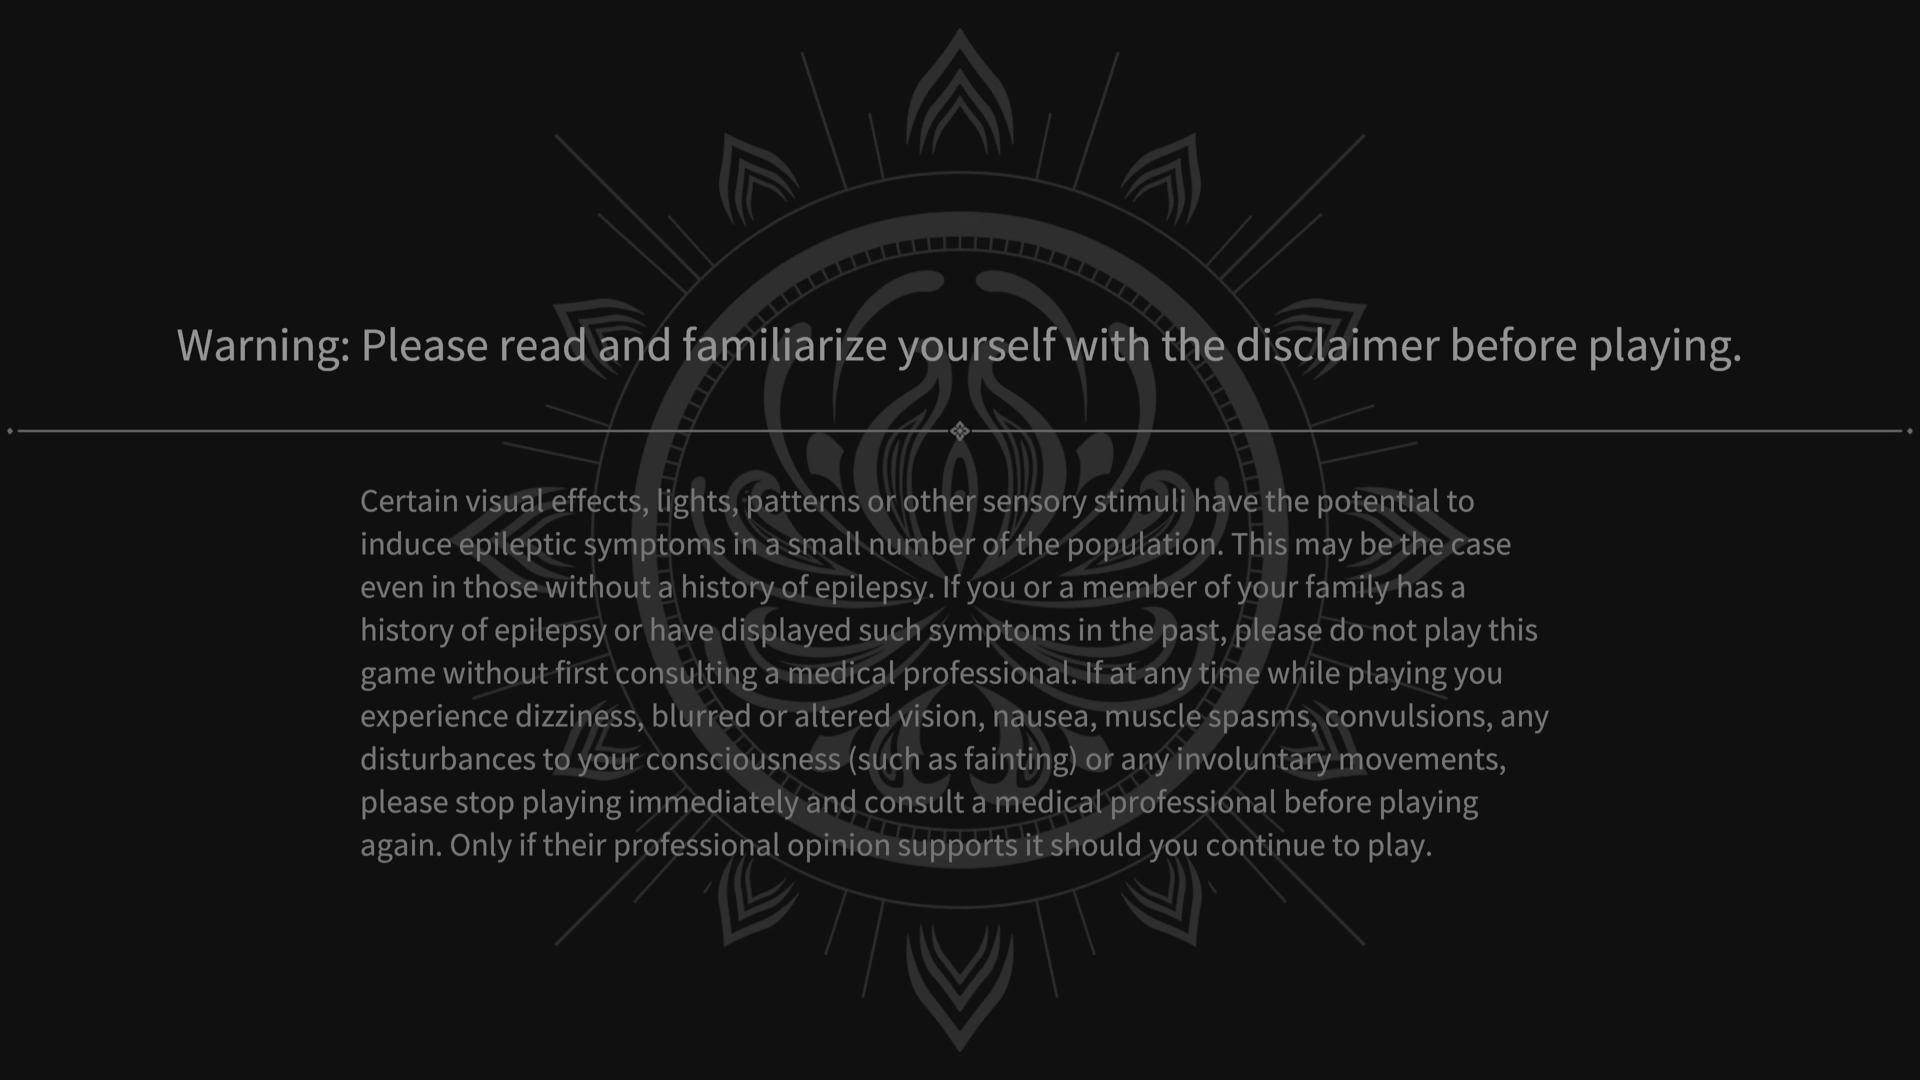 Warning: Please read and familiarize yourself with the disclaimer before playing.
Certain visual effects, lights, patterns or other sensory stimuli have the potential to
induce epileptic symptoms in a small number of the population. This may be the case
even in those without a history of epilepsy. If you or a member of your family has a
history of epilepsy or have displayed such symptoms in the past, please do not play this
game without first consulting a medical professional. If at any time while playing you
experience dizziness, blurred or altered vision, nausea, muscle spasms, convulsions, any
disturbances to your consciousness (such as fainting) or any involuntary movements,
please stop playing immediately and consult a medical professional before playing
again. Only if their professional opinion supports it should you continue to play.